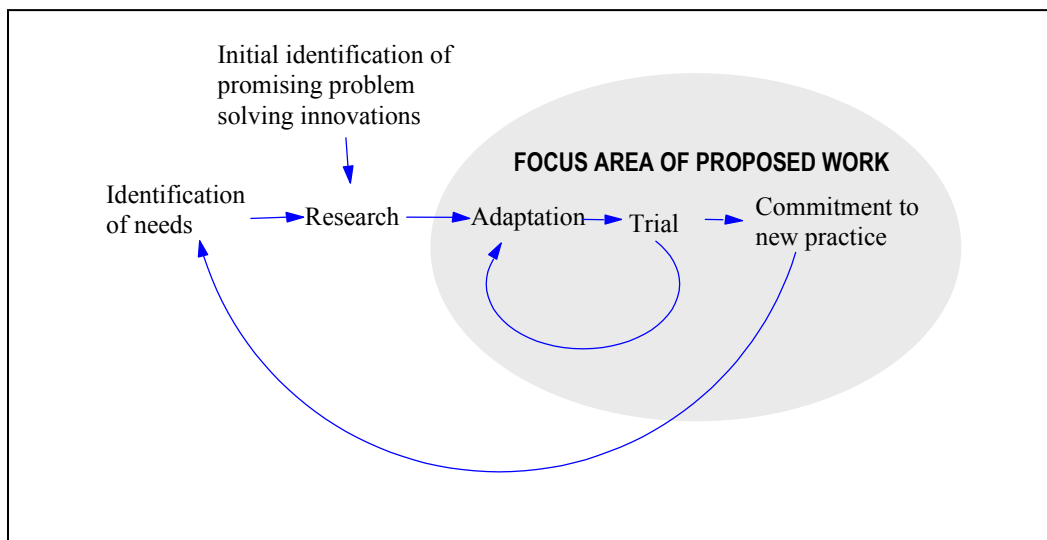 Initial identification of
promising problem
solving innovations
FOCUS AREA OF PROPOSED WORK
Identification
of needs
Research
Adaptation
Trial
Commitment to
new practice